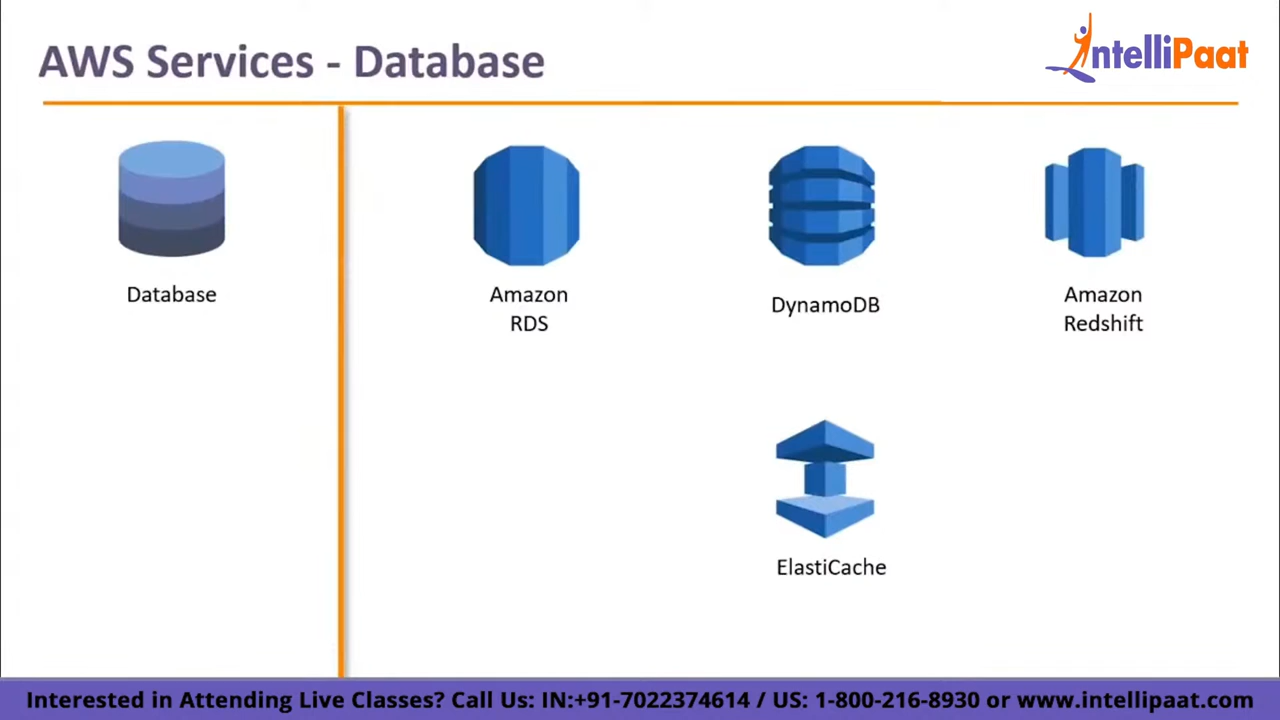 AWS Services - Database
IntelliPaat
Database
Amazon
RDS
DynamoDB
Amazon
Redshift
ElastiCache
Interested in Attending Live Classes? Call Us: IN:+91-7022374614 / US: 1-800-216-8930 or www.intellipaat.com